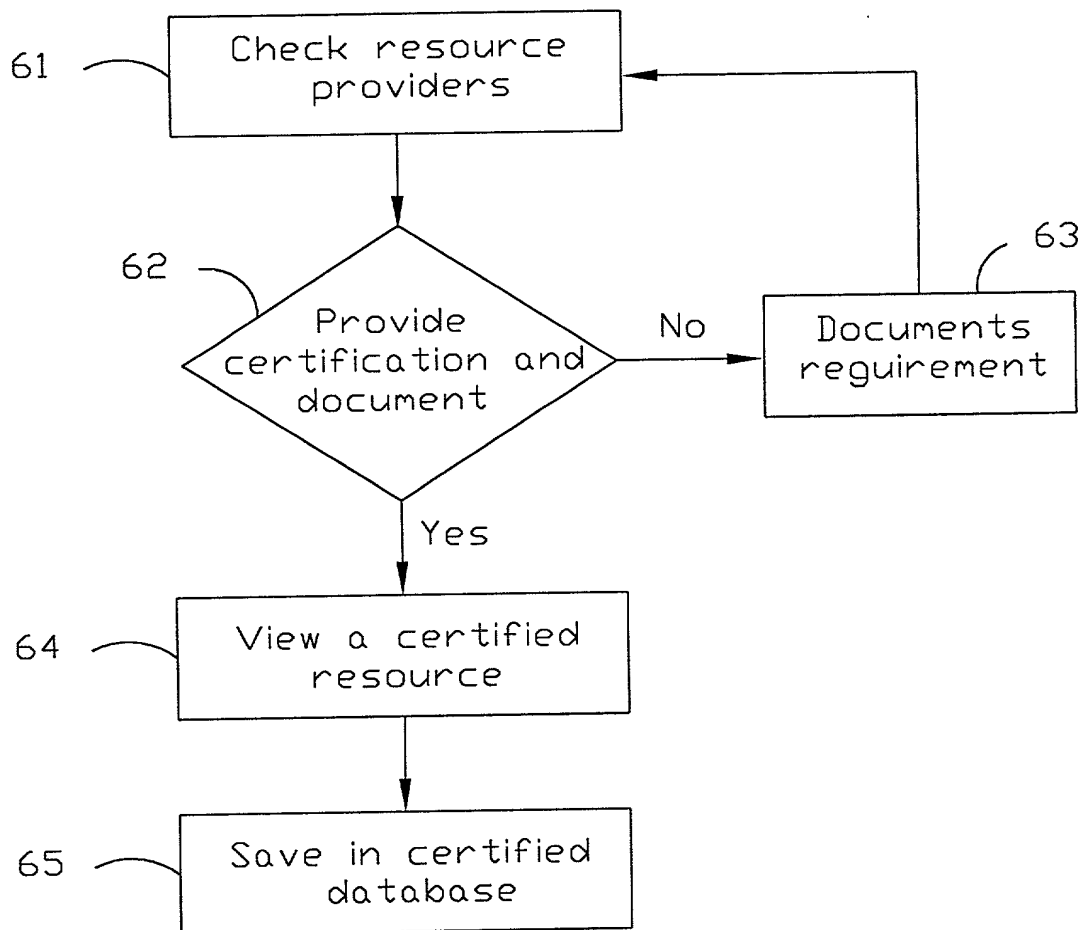 61
Check resource
providers
62
Provide
certification and
document
No
63
Documents
reguirement
Yes
64
View a certified
resource
65
Save in certified
database